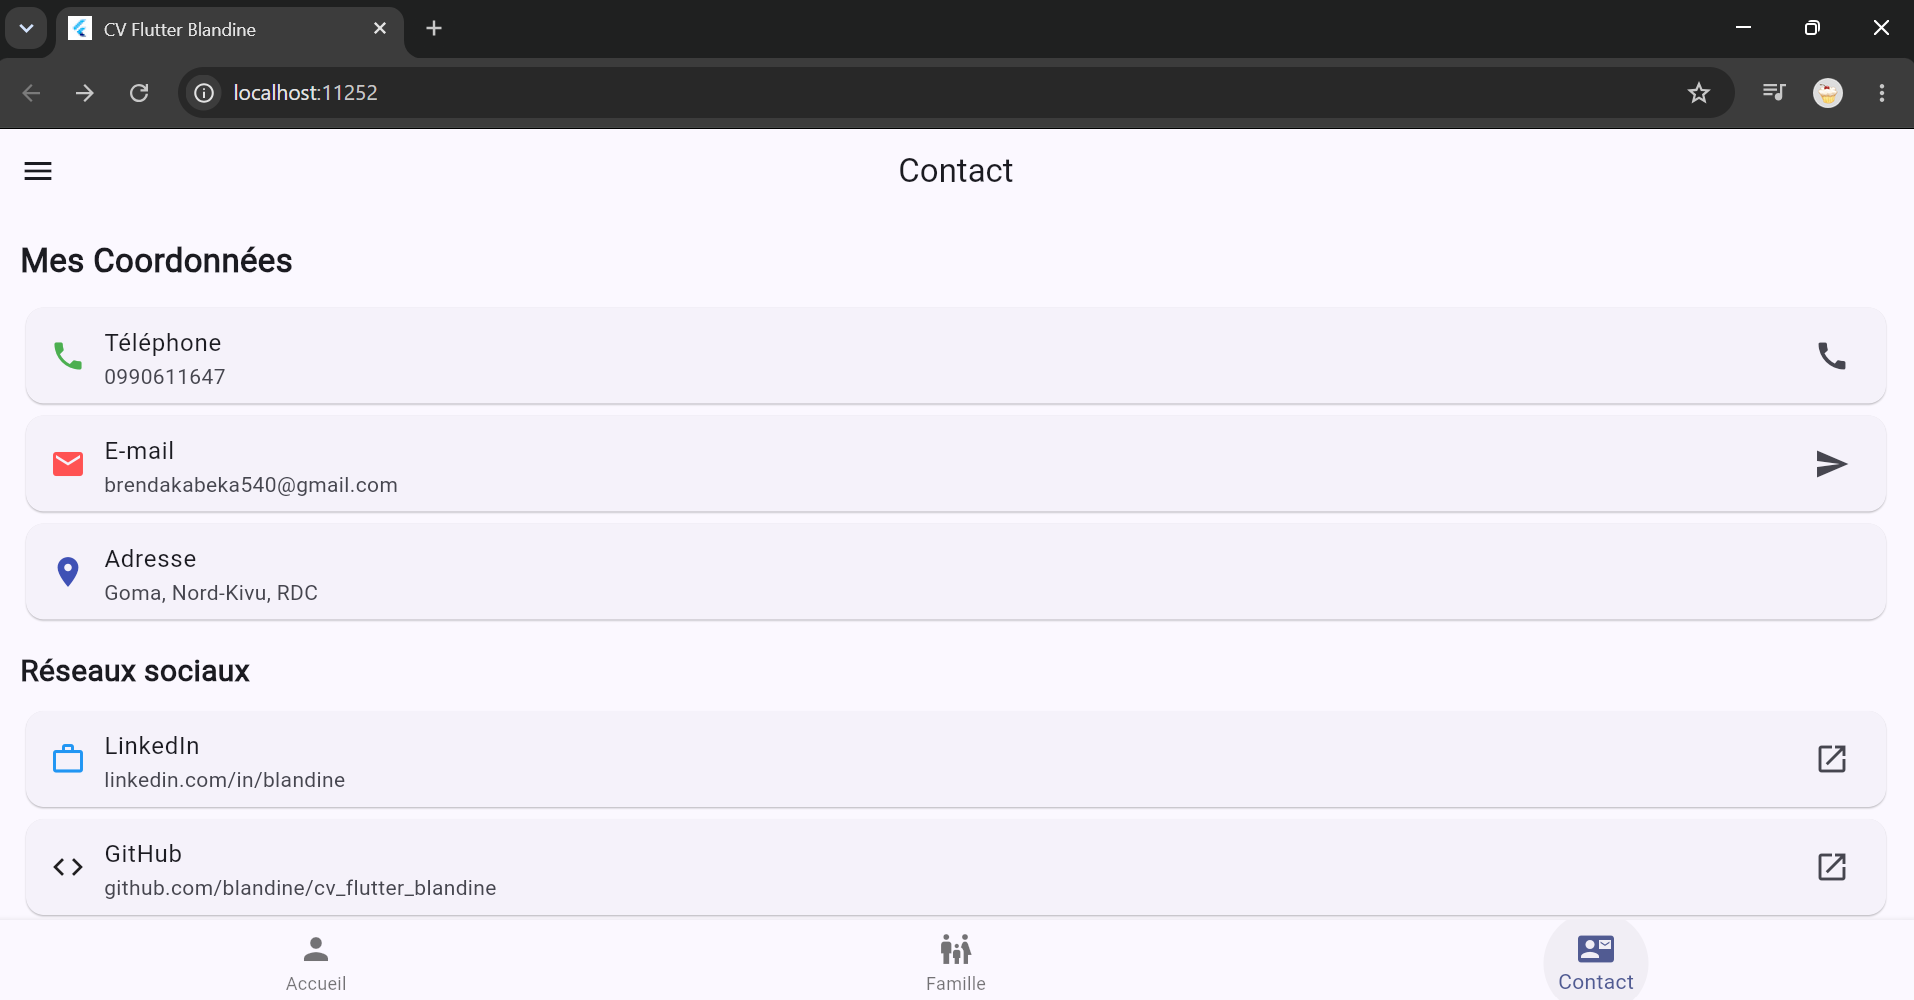 CV Flutter Blandine
localhost:11252
Contact
Mes Coordonnées
Téléphone
0990611647
E-mail
brendakabeka540@gmail.com
Adresse
Goma, Nord-Kivu, RDC
Réseaux sociaux
LinkedIn
linkedin.com/in/blandine
GitHub
github.com/blandine/cv_flutter_blandine
Accueil
Famille
Contact